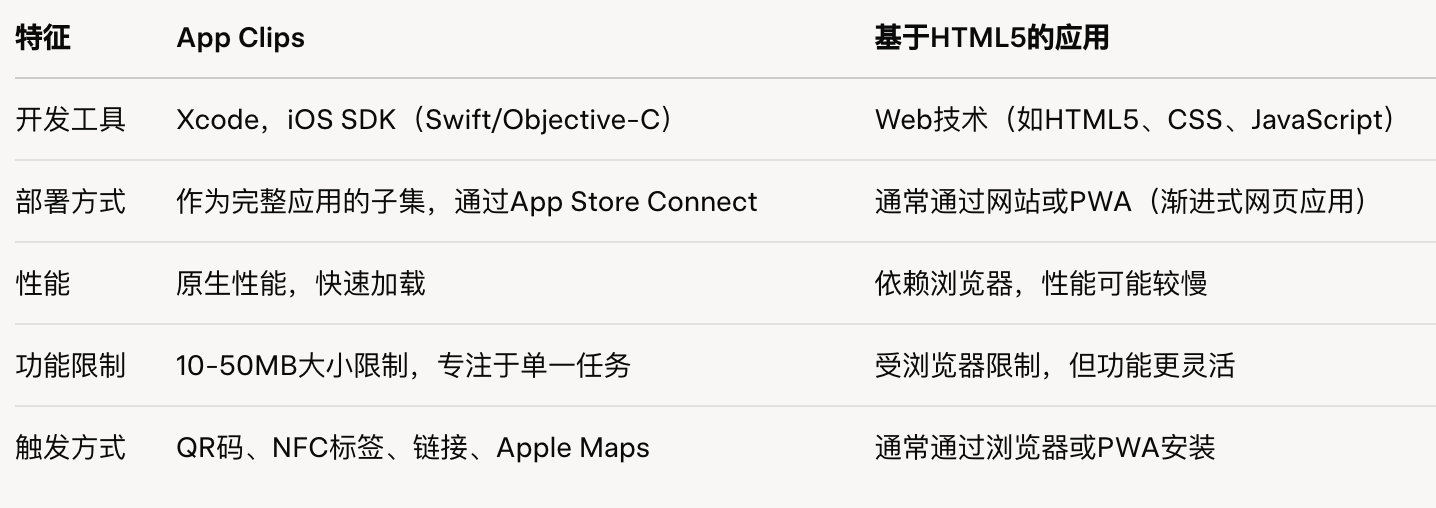 特征 App Clips 基于HTML5的应用
开发工具 Xcode，iOS SDK（Swift/Objective-C） Web技术（如HTML5、CSS、JavaScript）
部署方式 作为完整应用的子集，通过App Store Connect 通常通过网站或PWA（渐进式网页应用）
性能 原生性能，快速加载 依赖浏览器，性能可能较慢
功能限制 10-50MB大小限制，专注于单一任务 受浏览器限制，但功能更灵活
触发方式 QR码、NFC标签、链接、Apple Maps 通常通过浏览器或PWA安装